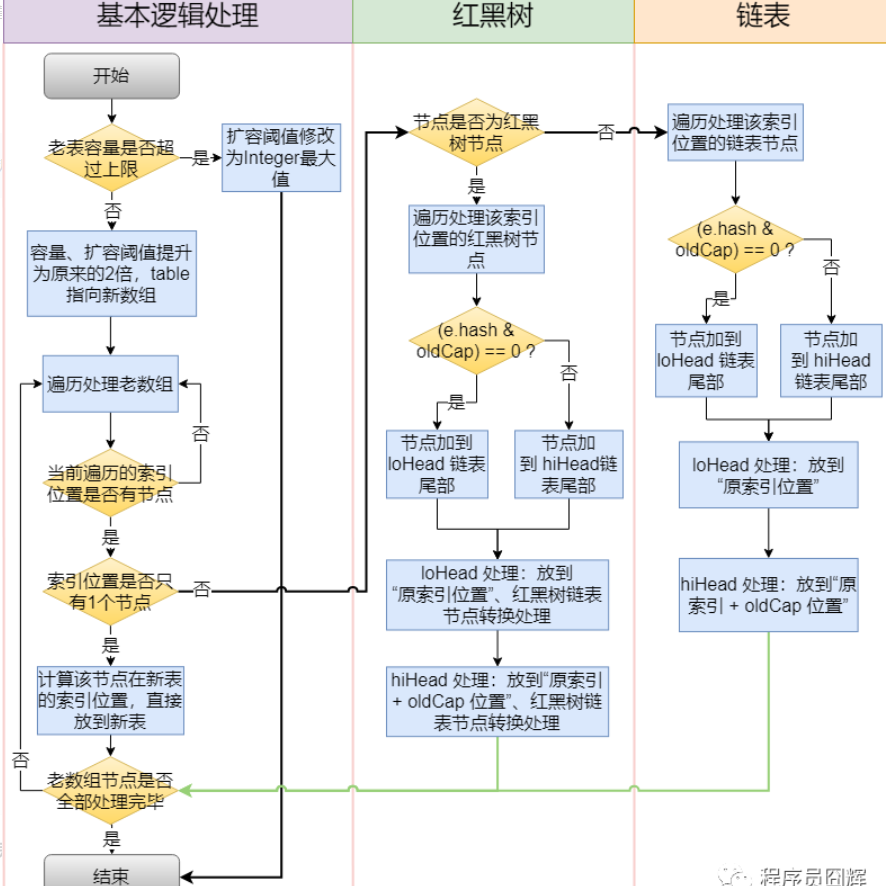 基本逻辑处理
红黑树
链表
开始
老表容量是否超
过上限
是
扩容阈值修改
为Integer最大
值
否
容量、扩容阈值提升
为原来的2倍，table
指向新数组
遍历处理老数组
否
当前遍历的索引
位置是否有节点
是
索引位置是否只
有1个节点
否
是
计算该节点在新表
的索引位置，直接
放到新表
否
老数组节点是否
全部处理完毕
是
结束
节点是否为红黑
树节点
否
是
遍历处理该索引
位置的红黑树节
点
(e.hash &
oldCap) == 0 ?
否
是
节点加到
loHead 链表
尾部
节点加
到 hiHead链
表尾部
loHead 处理：放到
“原索引位置”、红黑树链表
节点转换处理
hiHead 处理：放到“原索引
+ oldCap 位置”、红黑树链
表节点转换处理
遍历处理该索引
位置的链表节点
(e.hash &
oldCap) == 0 ?
否
是
节点加到
loHead 链表
尾部
节点加
到 hiHead
链表尾部
loHead 处理：放到
“原索引位置”
hiHead 处理：放到“原
索引 + oldCap 位置”
程序员囧辉